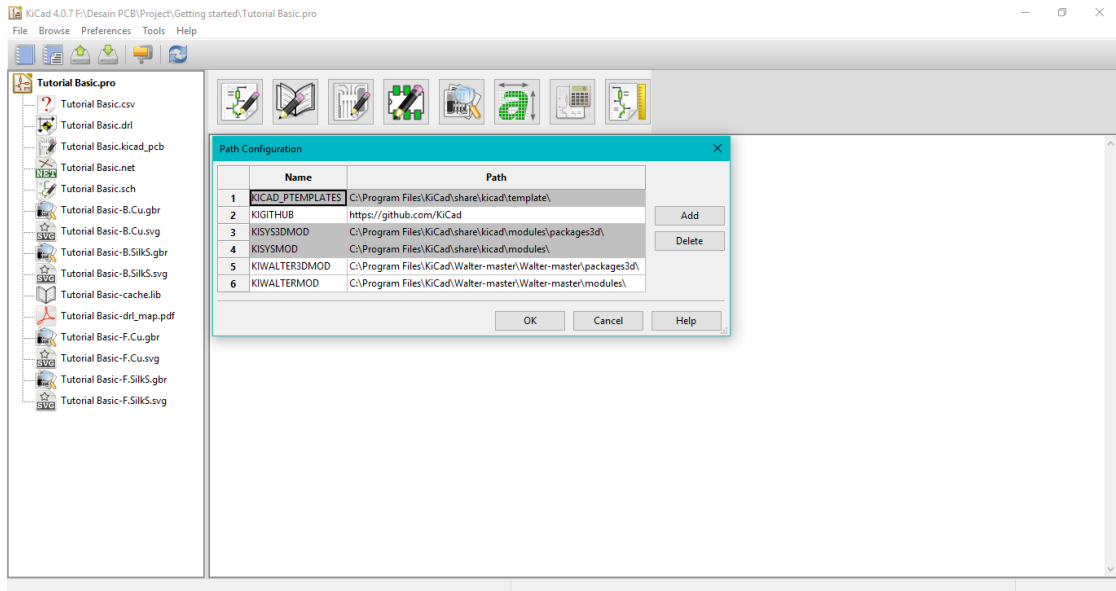 KiCad 4.0.7 F:\Desain PCB\Project\Getting started\Tutorial Basic.pro
File Browse Preferences Tools Help
Tutorial Basic.pro
Tutorial Basic.csv
Tutorial Basic.drl
Tutorial Basic.kicad_pcb
NET Tutorial Basic.net
Tutorial Basic.sch
Tutorial Basic-B.Cu.gbr
SVG Tutorial Basic-B.Cu.svg
Tutorial Basic-B.SilkS.gbr
SVG Tutorial Basic-B.SilkS.svg
Tutorial Basic-cache.lib
Tutorial Basic-drl_map.pdf
Tutorial Basic-F.Cu.gbr
SVG Tutorial Basic-F.Cu.svg
Tutorial Basic-F.SilkS.gbr
SVG Tutorial Basic-F.SilkS.svg
a
Path Configuration
Name Path
1 KICAD_PTEMPLATES C:\Program Files\KiCad\share\kicad\template\
2 KIGITHUB https://github.com/KiCad
3 KISYS3DMOD C:\Program Files\KiCad\share\kicad\modules\packages3d\
4 KISYSMOD C:\Program Files\KiCad\share\kicad\modules\
5 KIWALTER3DMOD C:\Program Files\KiCad\Walter-master\Walter-master\packages3d\
6 KIWALTERMOD C:\Program Files\KiCad\Walter-master\Walter-master\modules\
Add
Delete
OK Cancel Help